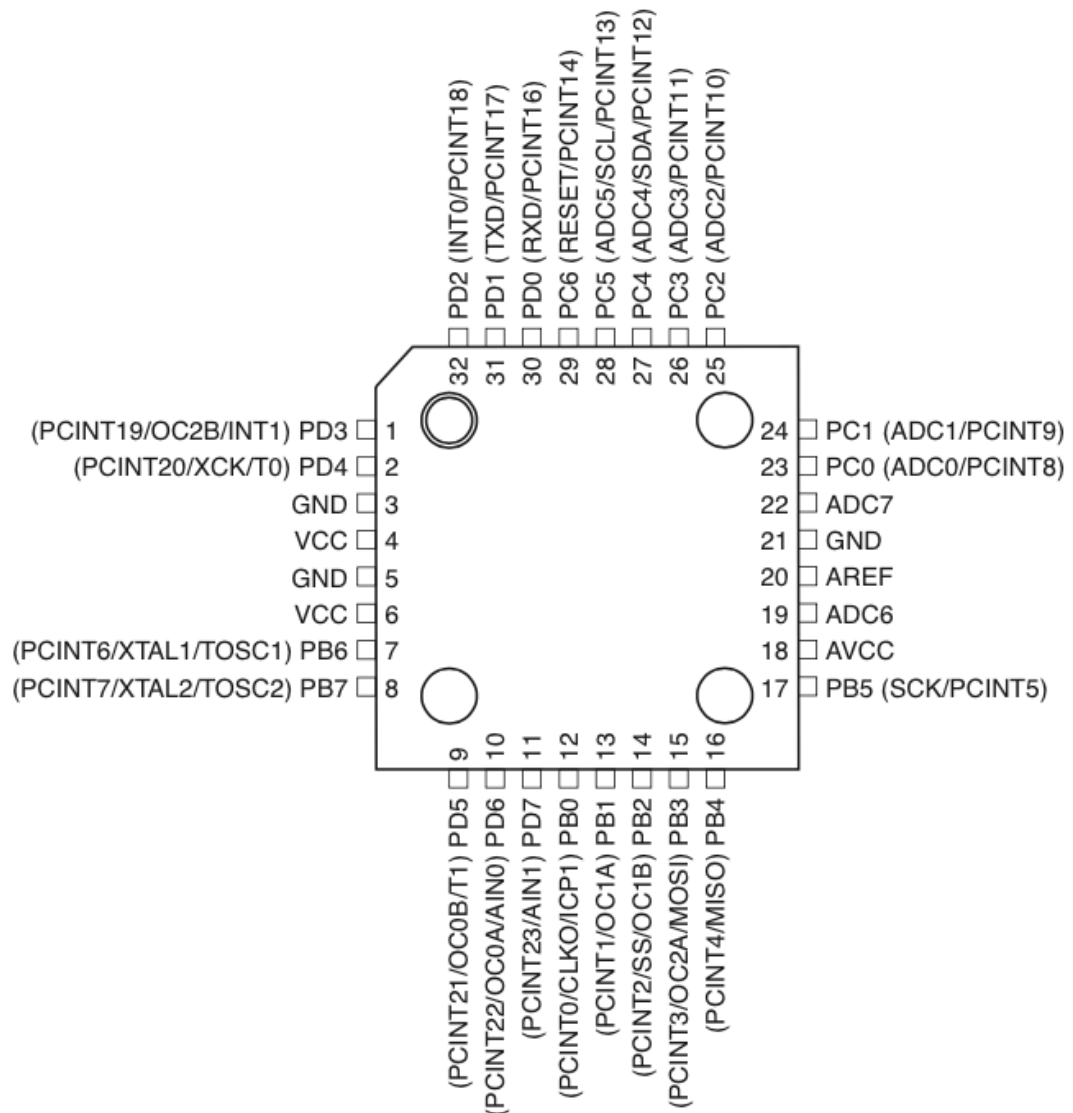 32 PD2 (INT0/PCINT18)
31 PD1 (TXD/PCINT17)
30 PD0 (RXD/PCINT16)
29 PC6 (RESET/PCINT14)
28 PC5 (ADC5/SCL/PCINT13)
27 PC4 (ADC4/SDA/PCINT12)
26 PC3 (ADC3/PCINT11)
25 PC2 (ADC2/PCINT10)
(PCINT19/OC2B/INT1) PD3 1
(PCINT20/XCK/T0) PD4 2
GND 3
VCC 4
GND 5
VCC 6
(PCINT6/XTAL1/TOSC1) PB6 7
(PCINT7/XTAL2/TOSC2) PB7 8
24 PC1 (ADC1/PCINT9)
23 PC0 (ADC0/PCINT8)
22 ADC7
21 GND
20 AREF
19 ADC6
18 AVCC
17 PB5 (SCK/PCINT5)
(PCINT21/OC0B/T1) PD5 9
(PCINT22/OC0A/AIN0) PD6 10
(PCINT23/AIN1) PD7 11
(PCINT0/CLKO/ICP1) PB0 12
(PCINT1/OC1A) PB1 13
(PCINT2/SS/OC1B) PB2 14
(PCINT3/OC2A/MOSI) PB3 15
(PCINT4/MISO) PB4 16